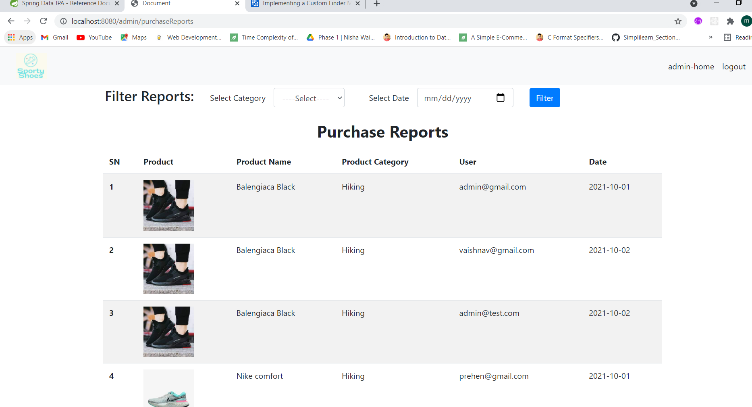 Spring Data JPA - Reference Doc
Document
Implementing a Custom Finder
localhost:8080/admin/purchaseReports
Apps Gmail YouTube Maps Web Development... Time Complexity of... Phase 1 | Nisha Wai... Introduction to Dat... A Simple E-Comme... C Format Specifiers... Simplilearn_Section... » Readin
Sporty Shoes
admin-home logout
Filter Reports: Select Category Select Select Date mm/dd/yyyy Filter
Purchase Reports
SN Product Product Name Product Category User Date
1 Balengiaca Black Hiking admin@gmail.com 2021-10-01
2 Balengiaca Black Hiking vaishnav@gmail.com 2021-10-02
3 Balengiaca Black Hiking admin@test.com 2021-10-02
4 Nike comfort Hiking prehen@gmail.com 2021-10-01